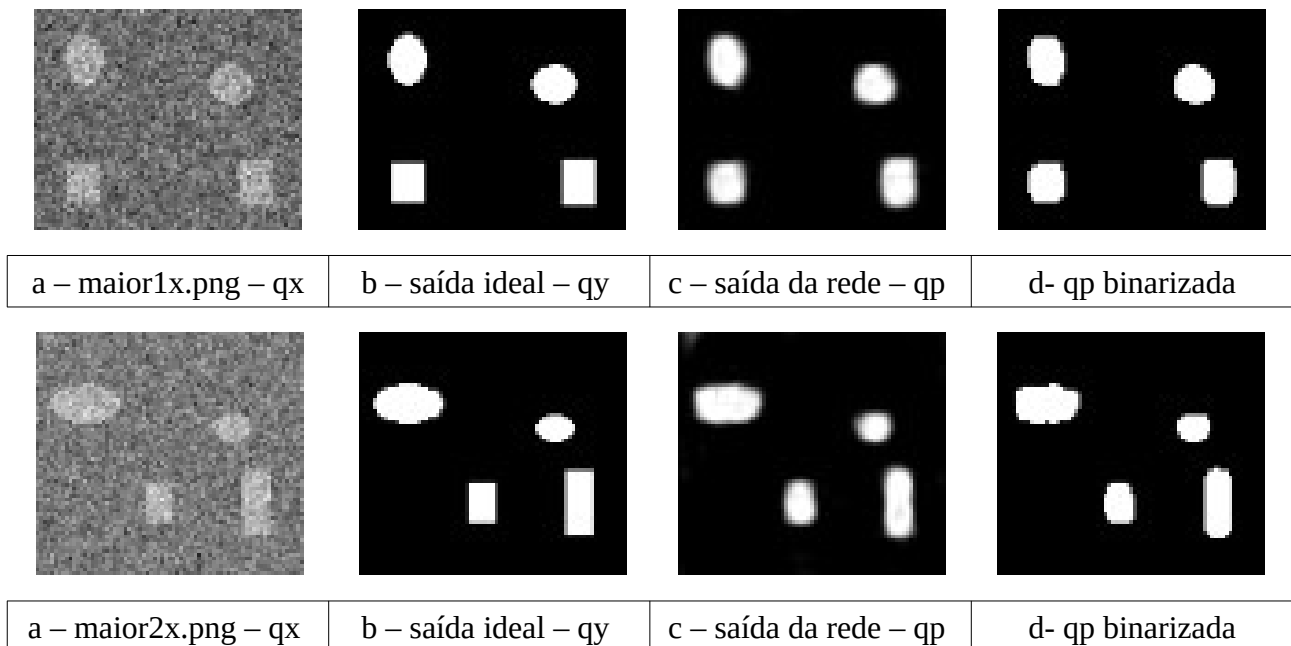 a – maior1x.png – qx
b – saída ideal – qy
c – saída da rede – qp
d- qp binarizada
a – maior2x.png – qx
b – saída ideal – qy
c – saída da rede – qp
d- qp binarizada